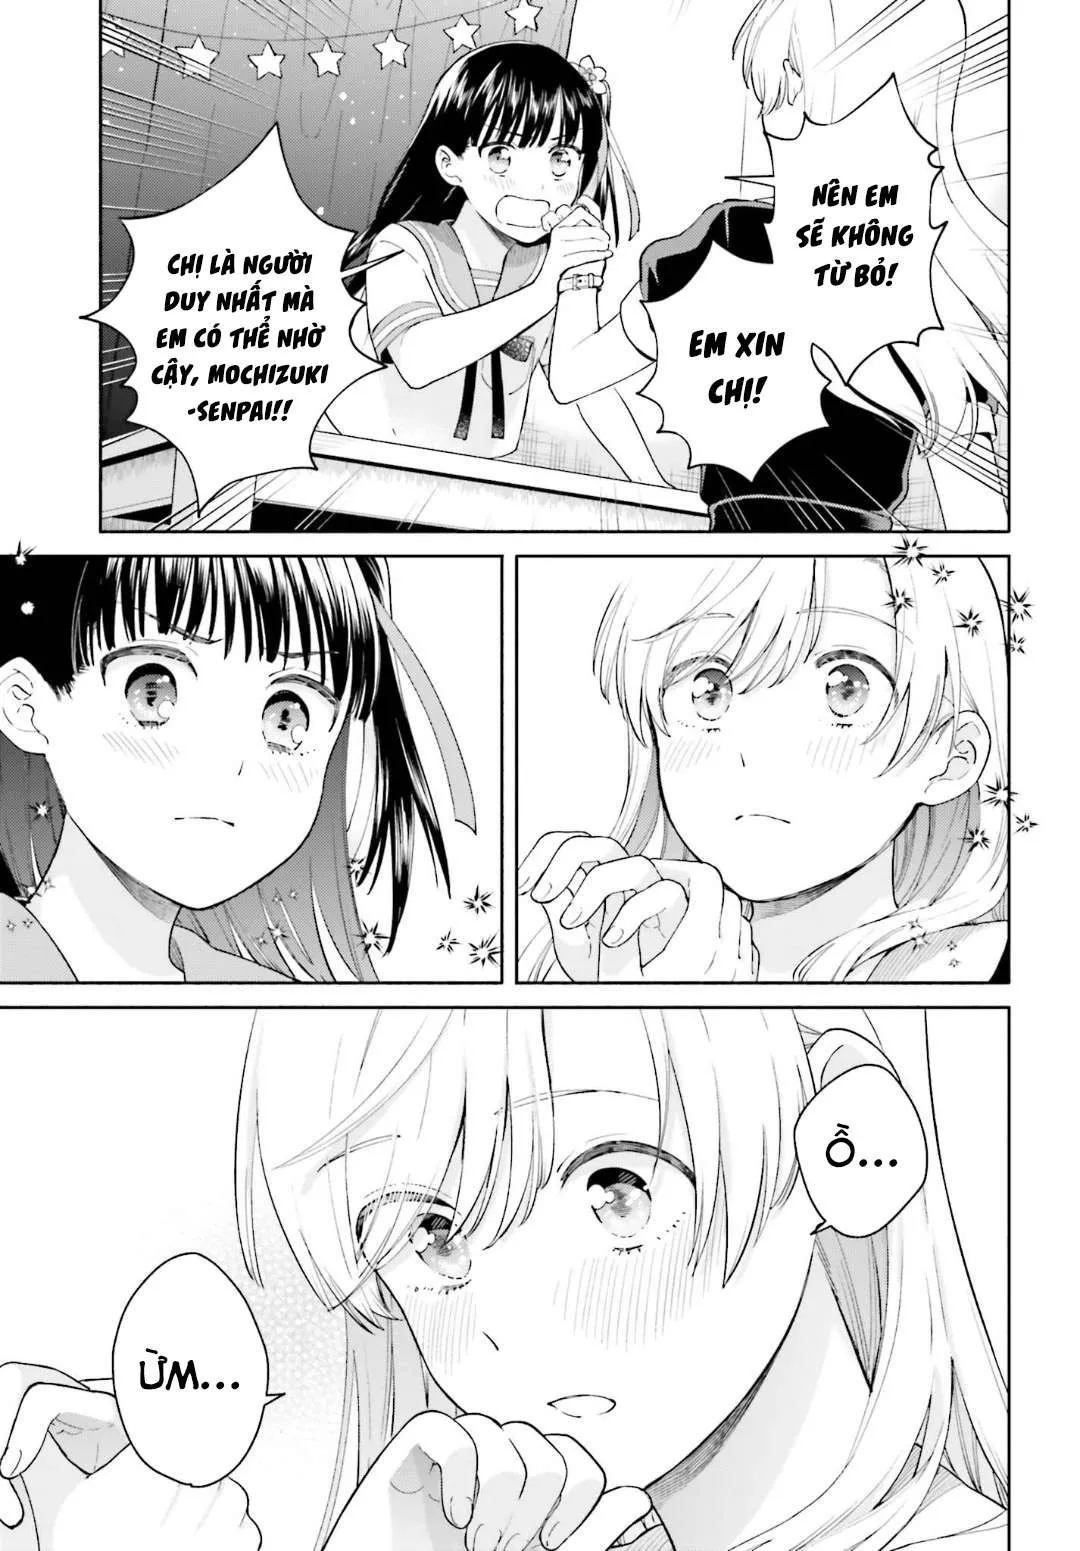 NÊN EM
SẼ KHÔNG
TỪ BỎ!
EM XIN
CHỊ!
CHỊ LÀ NGƯỜI
DUY NHẤT MÀ
EM CÓ THỂ NHỜ
CẬY, MOCHIZUKI
-SENPAI!!
Ồ...
ỪM...